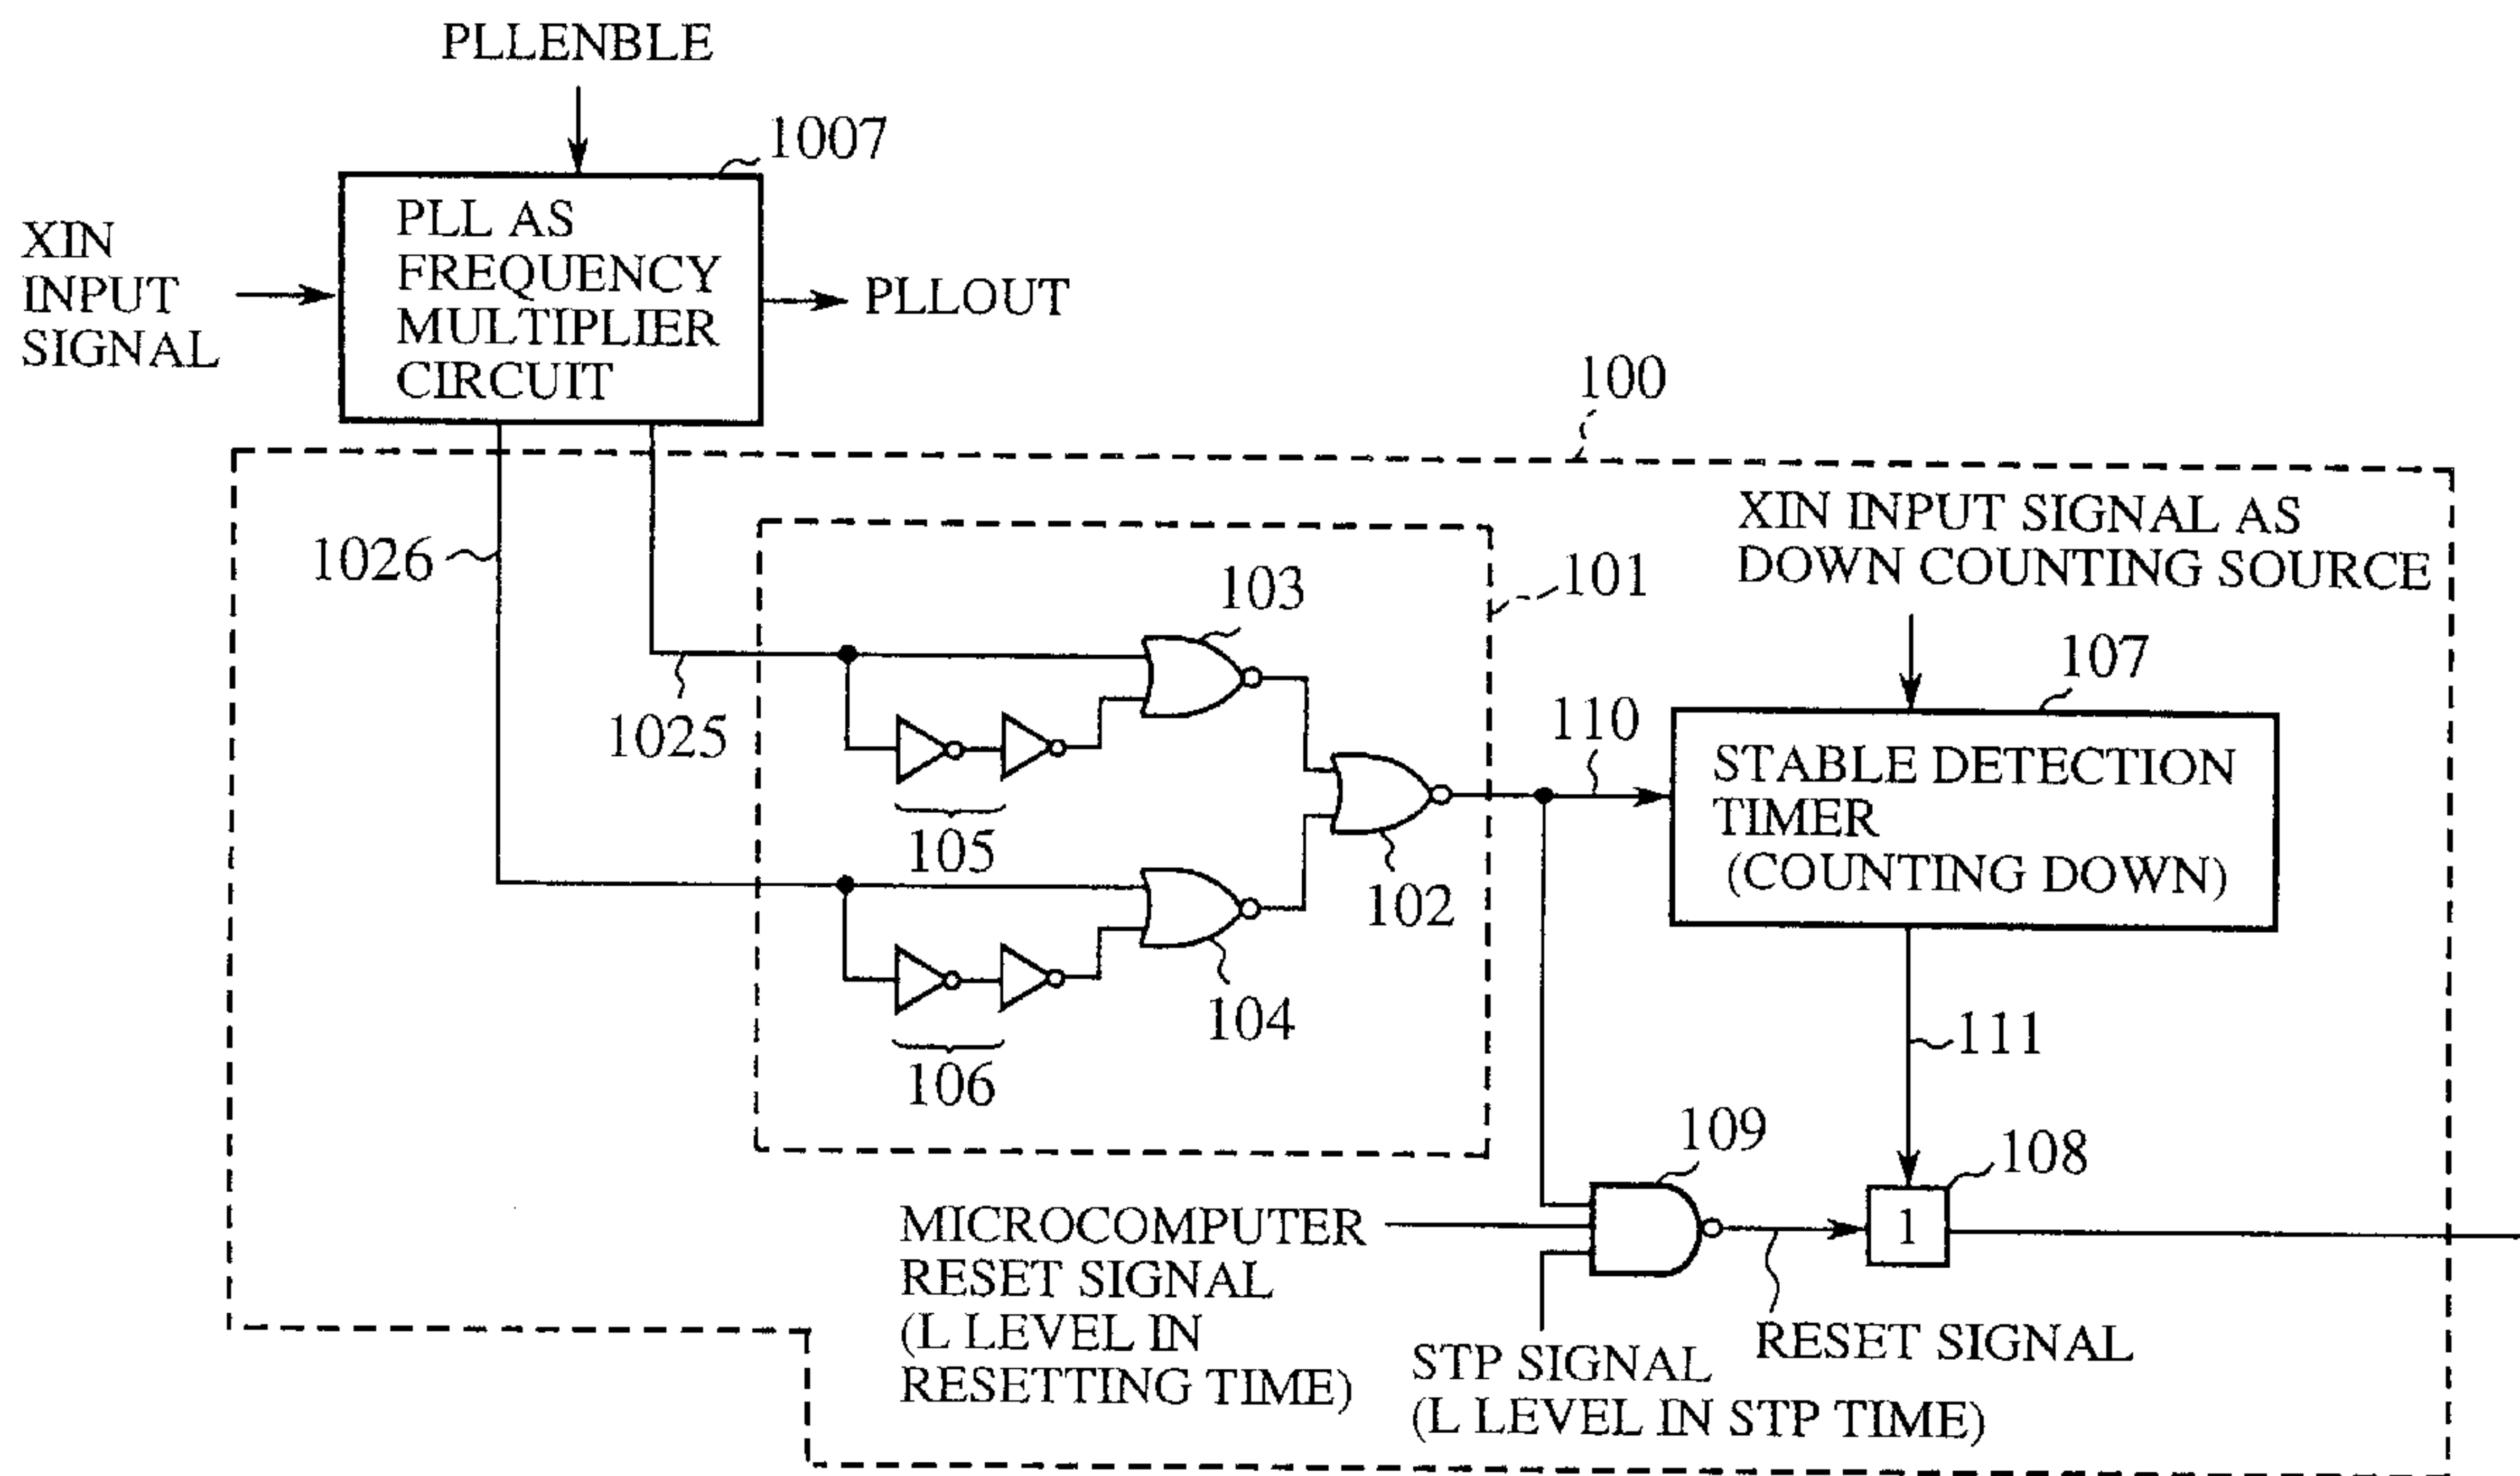 PLLENBLE
1007
XIN
INPUT
SIGNAL
PLL AS
FREQUENCY
MULTIPLIER
CIRCUIT
PLLOUT
100
XIN INPUT SIGNAL AS
DOWN COUNTING SOURCE
1026
103
101
107
1025
110
STABLE DETECTION
TIMER
(COUNTING DOWN)
105
102
104
111
106
109
108
MICROCOMPUTER
RESET SIGNAL
(L LEVEL IN
RESETTING TIME)
1
RESET SIGNAL
STP SIGNAL
(L LEVEL IN STP TIME)